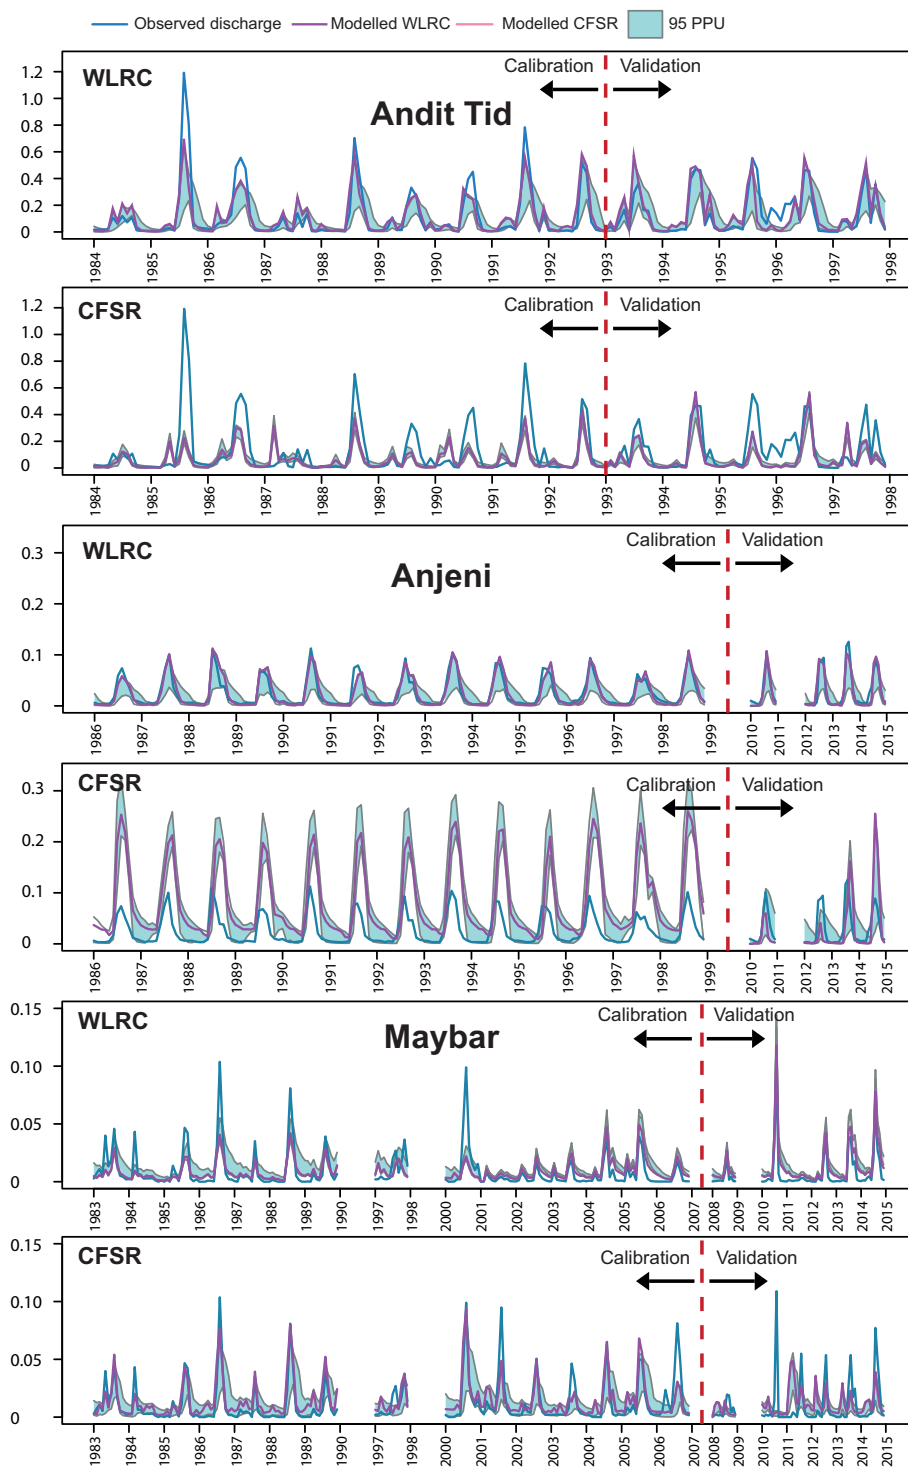 Observed discharge Modelled WLRC Modelled CFSR 95 PPU
WLRC Calibration Validation
Andit Tid
1.2
1.0
0.8
0.6
0.4
0.2
0
1984 1985 1986 1987 1988 1989 1990 1991 1992 1993 1994 1995 1996 1997 1998
CFSR Calibration Validation
1.2
1.0
0.8
0.6
0.4
0.2
0
1984 1985 1986 1987 1988 1989 1990 1991 1992 1993 1994 1995 1996 1997 1998
WLRC Calibration Validation
Anjeni
0.3
0.2
0.1
0
1986 1987 1988 1989 1990 1991 1992 1993 1994 1995 1996 1997 1998 1999 2010 2011 2012 2013 2014 2015
CFSR Calibration Validation
0.3
0.2
0.1
0
1986 1987 1988 1989 1990 1991 1992 1993 1994 1995 1996 1997 1998 1999 2010 2011 2012 2013 2014 2015
WLRC Calibration Validation
Maybar
0.15
0.10
0.05
0
1983 1984 1985 1986 1987 1988 1989 1990 1997 1998 2000 2001 2002 2003 2004 2005 2006 2007 2008 2009 2010 2011 2012 2013 2014 2015
CFSR Calibration Validation
0.15
0.10
0.05
0
1983 1984 1985 1986 1987 1988 1989 1990 1997 1998 2000 2001 2002 2003 2004 2005 2006 2007 2008 2009 2010 2011 2012 2013 2014 2015